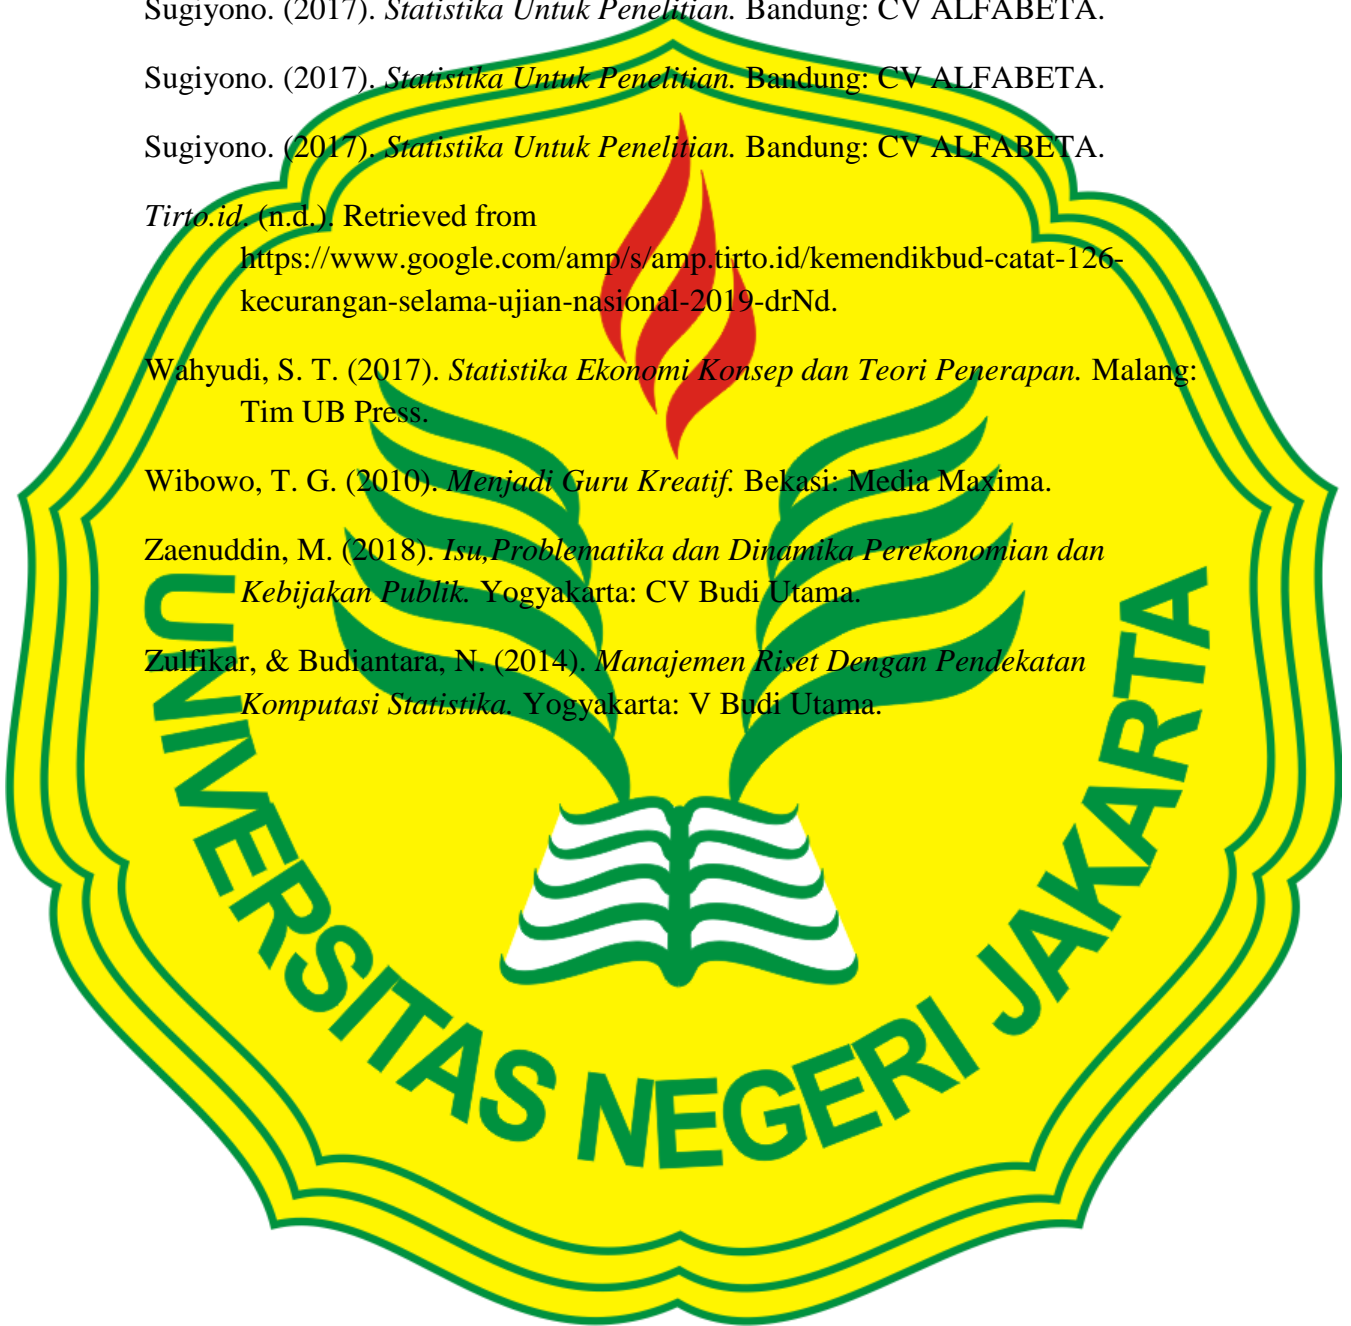 Sugiyono. (2017). Statistika Untuk Penelitian. Bandung: CV ALFABETA.
Sugiyono. (2017). Statistika Untuk Penelitian. Bandung: CV ALFABETA.
Sugiyono. (2017). Statistika Untuk Penelitian. Bandung: CV ALFABETA.
Tirto.id. (n.d.). Retrieved from
https://www.google.com/amp/s/amp.tirto.id/kemendikbud-catat-126-
kecurangan-selama-ujian-nasional-2019-drNd.
Wahyudi, S. T. (2017). Statistika Ekonomi Konsep dan Teori Penerapan. Malang:
Tim UB Press.
Wibowo, T. G. (2010). Menjadi Guru Kreatif. Bekasi: Media Maxima.
Zaenuddin, M. (2018). Isu,Problematika dan Dinamika Perekonomian dan
Kebijakan Publik. Yogyakarta: CV Budi Utama.
Zulfikar, & Budiantara, N. (2014). Manajemen Riset Dengan Pendekatan
Komputasi Statistika. Yogyakarta: V Budi Utama.
UNIVERSITAS NEGERI JAKARTA